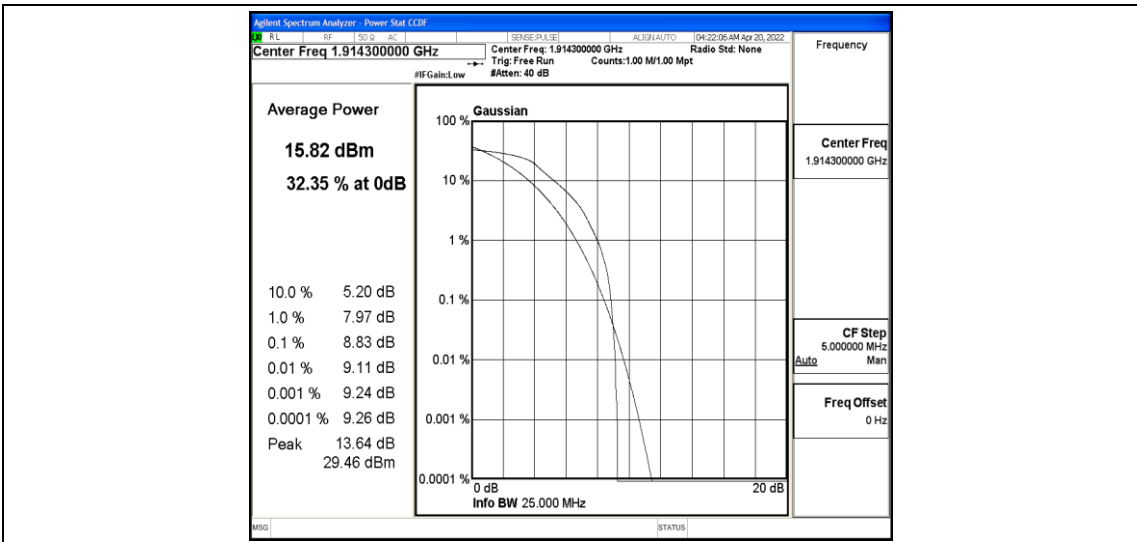 Agilent Spectrum Analyzer - Power Stat CCDF
LXI RL RF 50 Ω AC SENSE:PULSE ALIGN AUTO 04:22:06 AM Apr 20, 2022
Center Freq 1.914300000 GHz
Center Freq: 1.914300000 GHz Radio Std: None
Trig: Free Run Counts:1.00 M/1.00 Mpt
#IFGain:Low #Atten: 40 dB
Frequency
Average Power
15.82 dBm
32.35 % at 0dB
10.0 % 5.20 dB
1.0 % 7.97 dB
0.1 % 8.83 dB
0.01 % 9.11 dB
0.001 % 9.24 dB
0.0001 % 9.26 dB
Peak 13.64 dB
29.46 dBm
Gaussian
100 %
10 %
1 %
0.1 %
0.01 %
0.001 %
0.0001 %
0 dB 20 dB
Info BW 25.000 MHz
Center Freq
1.914300000 GHz
CF Step
5.000000 MHz
Auto Man
Freq Offset
0 Hz
MSG STATUS